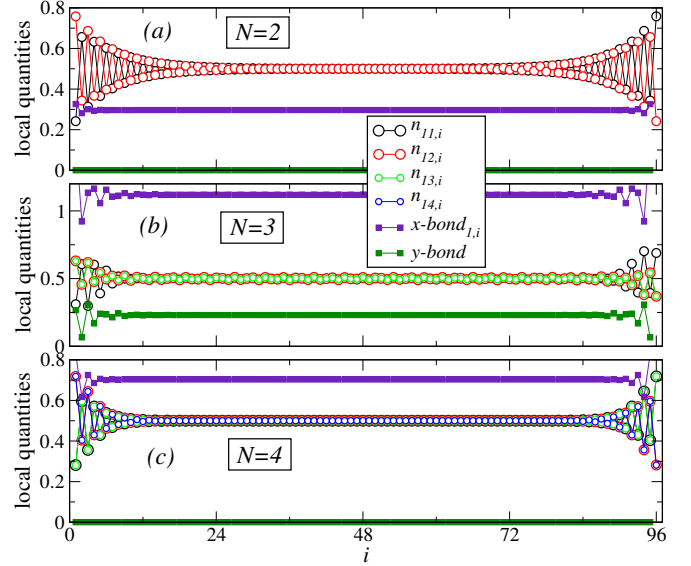 0.8
(a)
N=2
0.6
0.4
0.2
0
local quantities
n11,i
n12,i
n13,i
n14,i
x-bond1,i
y-bond
1
(b)
N=3
0.5
0
local quantities
0.8
0.6
0.4
(c)
N=4
0.2
0
local quantities
0 24 48 72 96
i